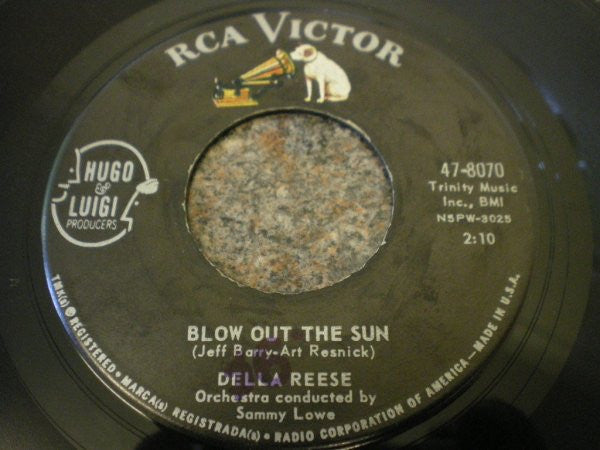 RCA VICTOR
HUGO
&
LUIGI
PRODUCERS
47-8070
Trinity Music
Inc., BMI
N5PW-3025
2:10
BLOW OUT THE SUN
(Jeff Barry-Art Resnick)
DELLA REESE
Orchestra conducted by
Sammy Lowe
TMK(s) ® REGISTERED • MARCA(s) REGISTRADA(s) • RADIO CORPORATION OF AMERICA—MADE IN U.S.A.